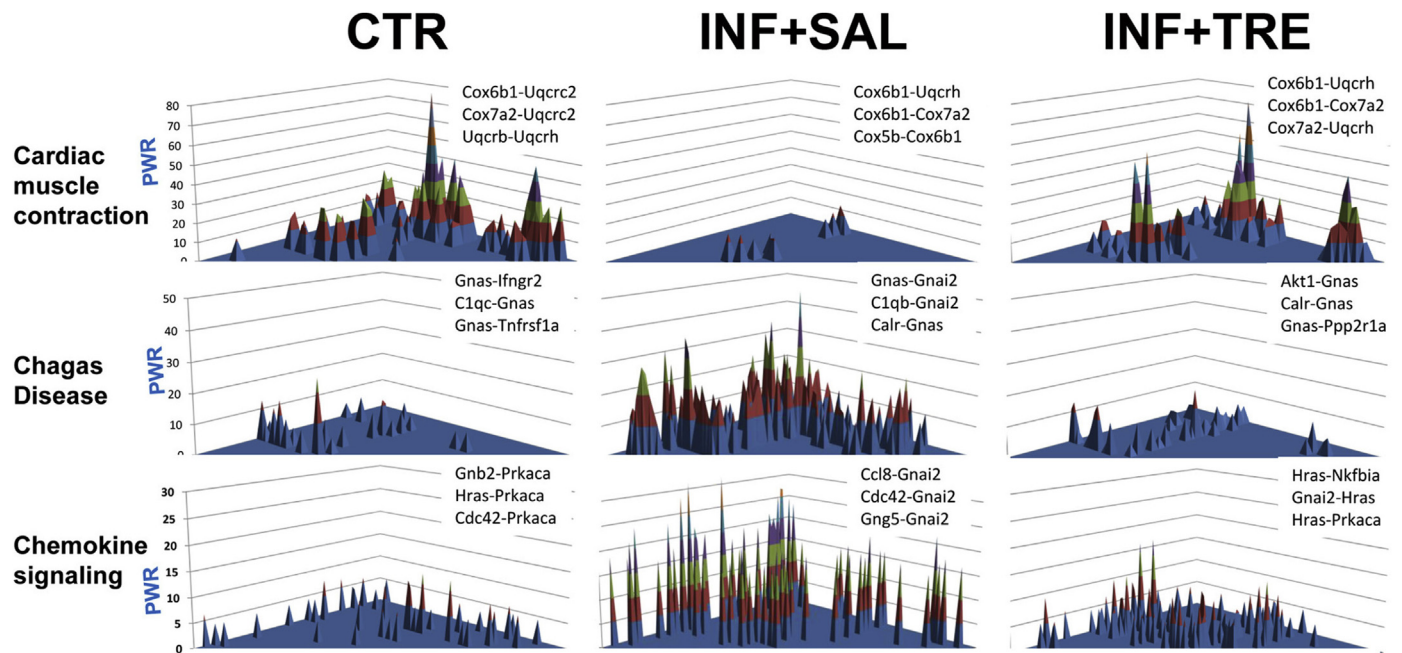 CTR INF+SAL INF+TRE
Cardiac
muscle
contraction
PWR
80
70
60
50
40
30
20
10
0
Cox6b1-Uqcrc2
Cox7a2-Uqcrc2
Uqcrb-Uqcrh
Cox6b1-Uqcrh
Cox6b1-Cox7a2
Cox5b-Cox6b1
Cox6b1-Uqcrh
Cox6b1-Cox7a2
Cox7a2-Uqcrh
Chagas
Disease
PWR
50
40
30
20
10
0
Gnas-Ifngr2
C1qc-Gnas
Gnas-Tnfrsf1a
Gnas-Gnai2
C1qb-Gnai2
Calr-Gnas
Akt1-Gnas
Calr-Gnas
Gnas-Ppp2r1a
Chemokine
signaling
PWR
30
25
20
15
10
5
0
Gnb2-Prkaca
Hras-Prkaca
Cdc42-Prkaca
Ccl8-Gnai2
Cdc42-Gnai2
Gng5-Gnai2
Hras-Nkfbia
Gnai2-Hras
Hras-Prkaca